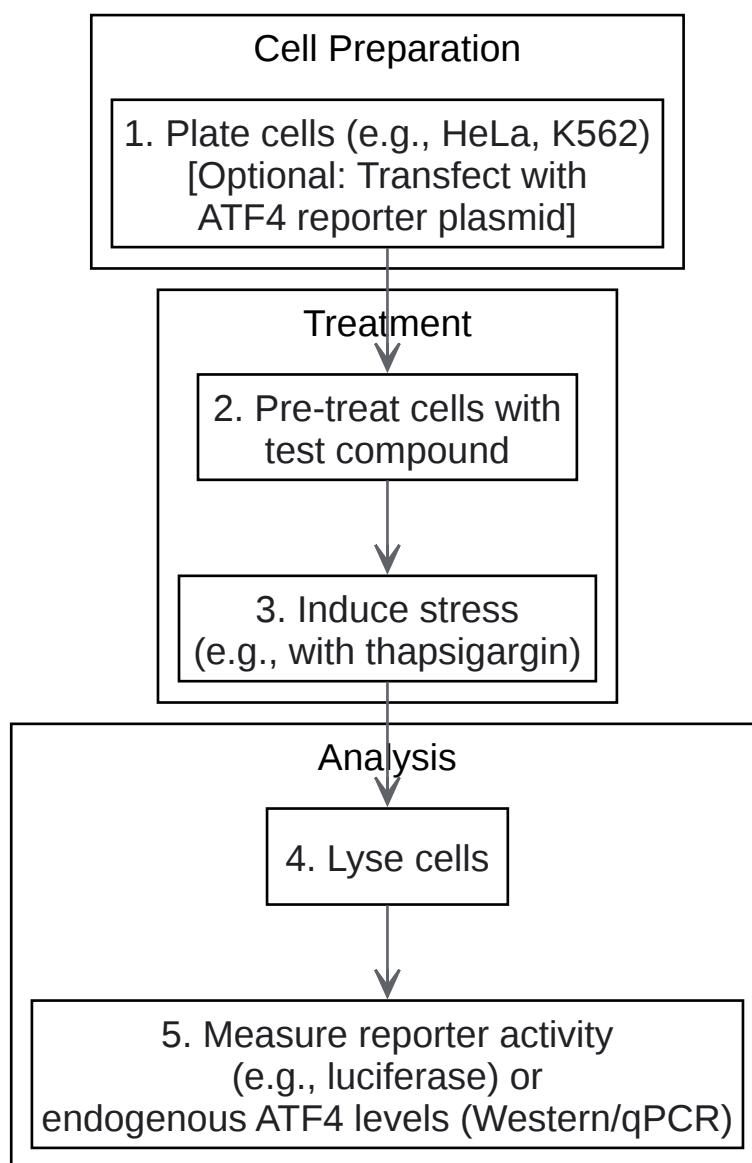 Cell Preparation
1. Plate cells (e.g., HeLa, K562)
[Optional: Transfect with
ATF4 reporter plasmid]
Treatment
2. Pre-treat cells with
test compound
3. Induce stress
(e.g., with thapsigargin)
Analysis
4. Lyse cells
5. Measure reporter activity
(e.g., luciferase) or
endogenous ATF4 levels (Western/qPCR)